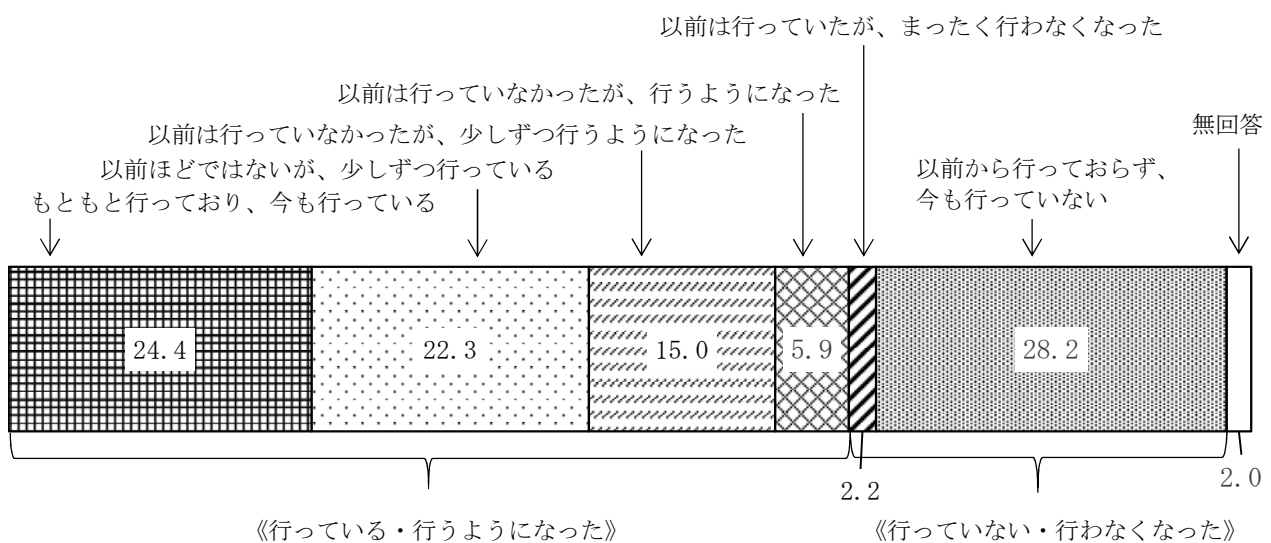 以前は行っていたが、まったく行わなくなった
以前は行っていなかったが、行うようになった
以前は行っていなかったが、少しずつ行うようになった
無回答
以前ほどではないが、少しずつ行っている
以前から行っておらず、
今も行っていない
もともと行っており、今も行っている
24.4
22.3
15.0
5.9
28.2
2.2
2.0
《行っている・行うようになった》
《行っていない・行わなくなった》